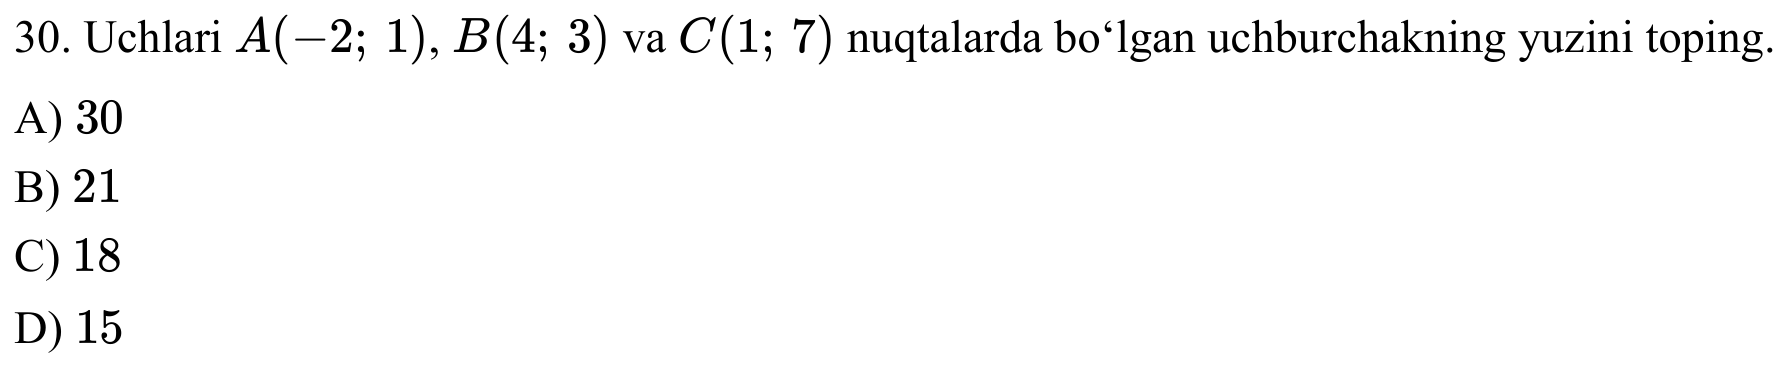 30. Uchlari A(−2; 1), B(4; 3) va C(1; 7) nuqtalarda bo‘lgan uchburchakning yuzini toping.
A) 30
B) 21
C) 18
D) 15